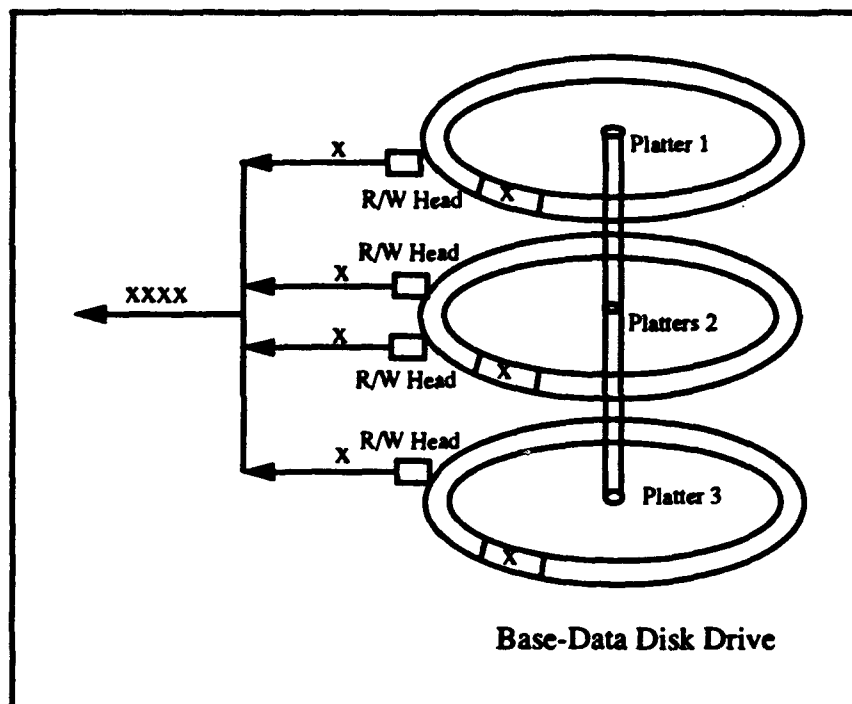 Platter 1
X
X
R/W Head
R/W Head
X
XXXX
Platters 2
X
X
R/W Head
R/W Head
X
Platter 3
X
Base-Data Disk Drive